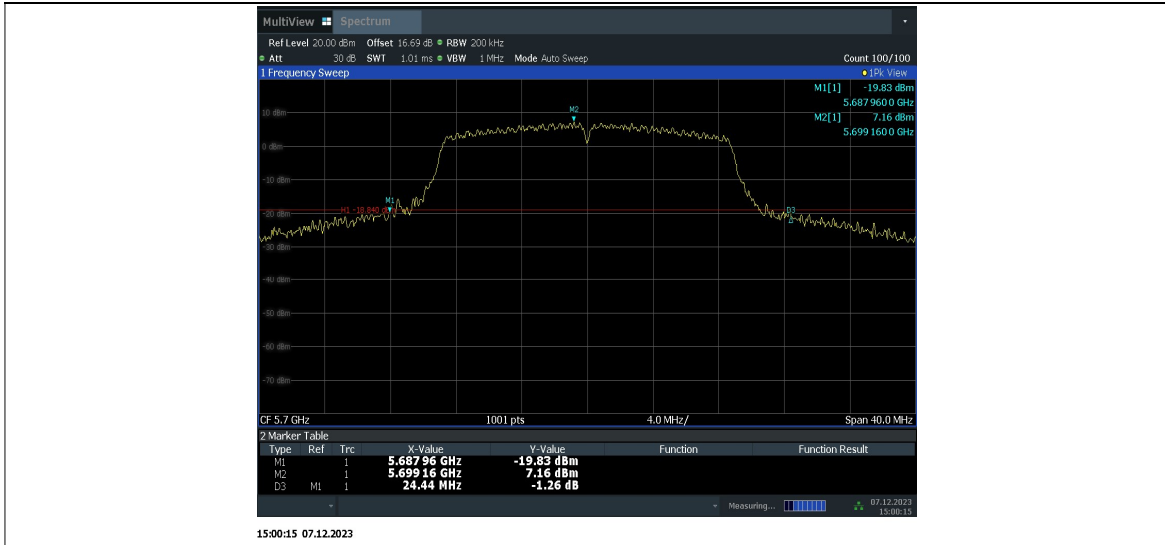 MultiView Spectrum
Ref Level 20.00 dBm Offset 16.69 dB RBW 200 kHz
Att 30 dB SWT 1.01 ms VBW 1 MHz Mode Auto Sweep Count 100/100
1 Frequency Sweep 1Pk View
M1[1] -19.83 dBm
5.687 960 0 GHz
M2[1] 7.16 dBm
5.699 160 0 GHz
M2
10 dBm
0 dBm
-10 dBm
M1
H1 -18.840 dBm
D3
-20 dBm
-30 dBm
-40 dBm
-50 dBm
-60 dBm
-70 dBm
CF 5.7 GHz 1001 pts 4.0 MHz/ Span 40.0 MHz
2 Marker Table
Type Ref Trc X-Value Y-Value Function Function Result
M1 1 5.687 96 GHz -19.83 dBm
M2 1 5.699 16 GHz 7.16 dBm
D3 M1 1 24.44 MHz -1.26 dB
Measuring... 07.12.2023
15:00:15
15:00:15 07.12.2023